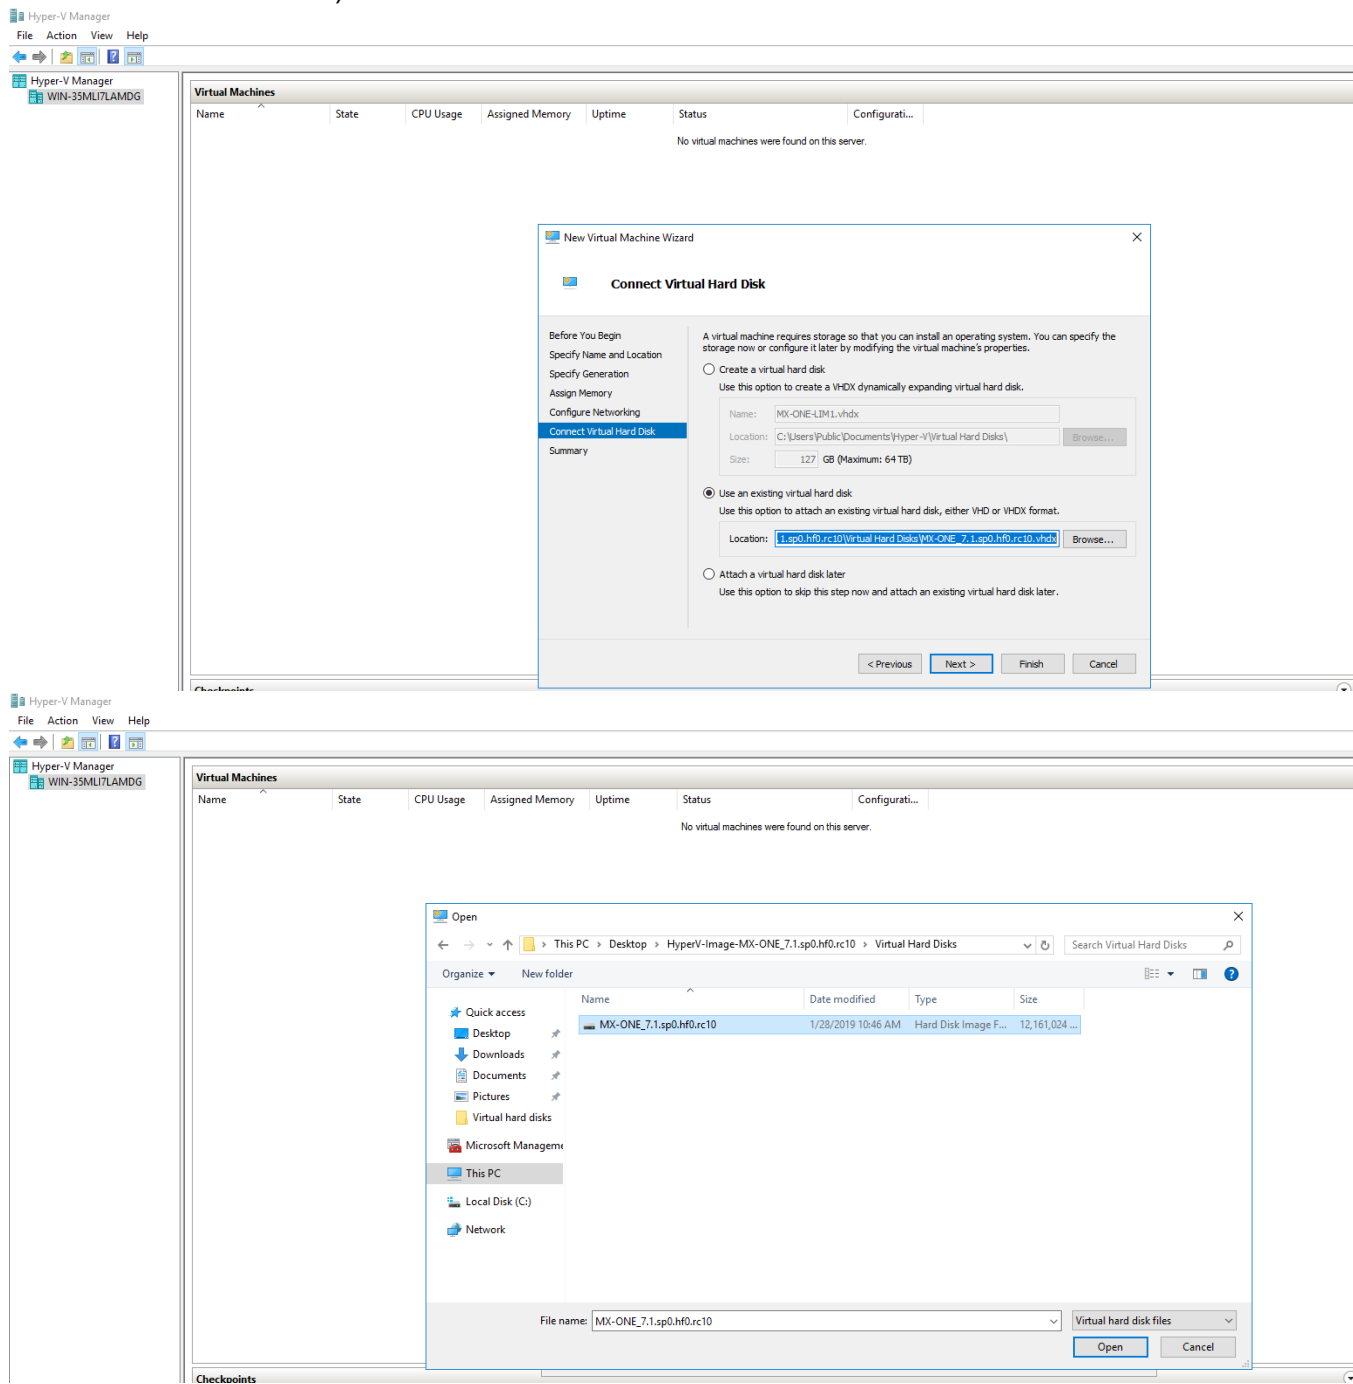 Hyper-V Manager
File Action View Help
Hyper-V Manager
WIN-35MLI7LAMDG
Virtual Machines
Name State CPU Usage Assigned Memory Uptime Status Configurati...
No virtual machines were found on this server.
New Virtual Machine Wizard
Connect Virtual Hard Disk
Before You Begin
Specify Name and Location
Specify Generation
Assign Memory
Configure Networking
Connect Virtual Hard Disk
Summary
A virtual machine requires storage so that you can install an operating system. You can specify the
storage now or configure it later by modifying the virtual machine's properties.
Create a virtual hard disk
Use this option to create a VHDX dynamically expanding virtual hard disk.
Name: MX-ONE-LIM1.vhdx
Location: C:\Users\Public\Documents\Hyper-V\Virtual Hard Disks\ Browse...
Size: 127 GB (Maximum: 64 TB)
Use an existing virtual hard disk
Use this option to attach an existing virtual hard disk, either VHD or VHDX format.
Location: 1.sp0.hf0.rc10\Virtual Hard Disks\MX-ONE_7.1.sp0.hf0.rc10.vhdx Browse...
Attach a virtual hard disk later
Use this option to skip this step now and attach an existing virtual hard disk later.
< Previous Next > Finish Cancel
Checkpoints
Hyper-V Manager
File Action View Help
Hyper-V Manager
WIN-35MLI7LAMDG
Virtual Machines
Name State CPU Usage Assigned Memory Uptime Status Configurati...
No virtual machines were found on this server.
Open
This PC > Desktop > HyperV-Image-MX-ONE_7.1.sp0.hf0.rc10 > Virtual Hard Disks Search Virtual Hard Disks
Organize New folder
Name Date modified Type Size
MX-ONE_7.1.sp0.hf0.rc10 1/28/2019 10:46 AM Hard Disk Image F... 12,161,024 ...
Quick access
Desktop
Downloads
Documents
Pictures
Virtual hard disks
Microsoft Manageme
This PC
Local Disk (C:)
Network
File name: MX-ONE_7.1.sp0.hf0.rc10 Virtual hard disk files
Open Cancel
Checkpoints